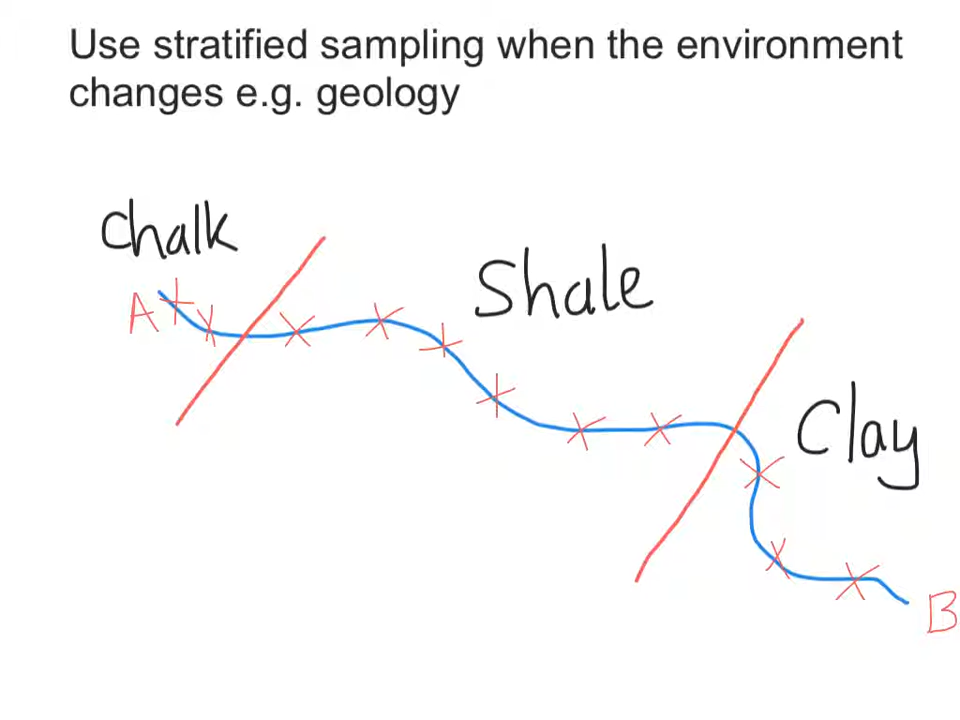 Use stratified sampling when the environment
changes e.g. geology
Chalk
Shale
A
Clay
B